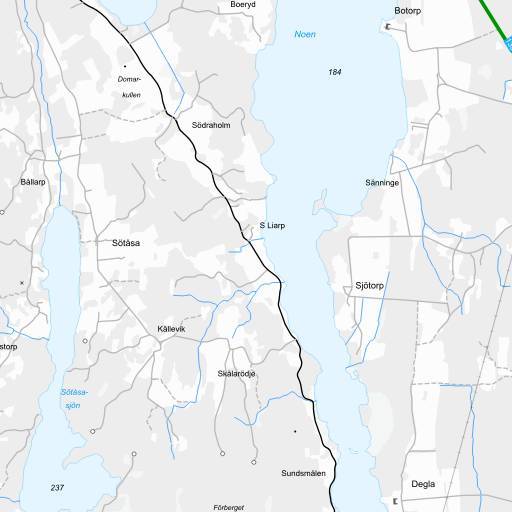 Boeryd
Botorp
Noen
184
Domar-
kullen
Södraholm
Bållarp
Sänninge
S Liarp
Sötåsa
Sjötorp
Källevik
storp
Skälarödje
Sötåsa-
sjön
Sundsmålen
237
Degla
Förberget